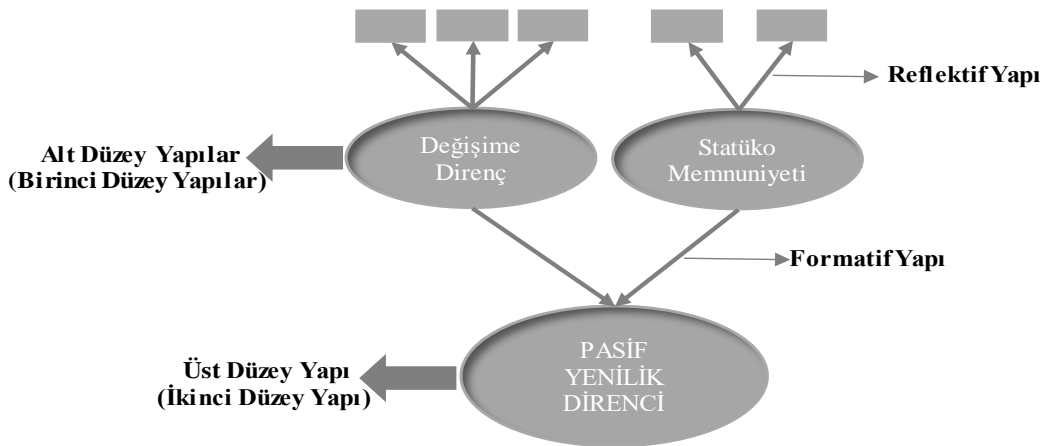 Reflektif Yapı
Değişime
Direnç
Statüko
Memnuniyeti
Alt Düzey Yapılar
(Birinci Düzey Yapılar)
Formatif Yapı
PASİF
YENİLİK
DİRENCİ
Üst Düzey Yapı
(İkinci Düzey Yapı)